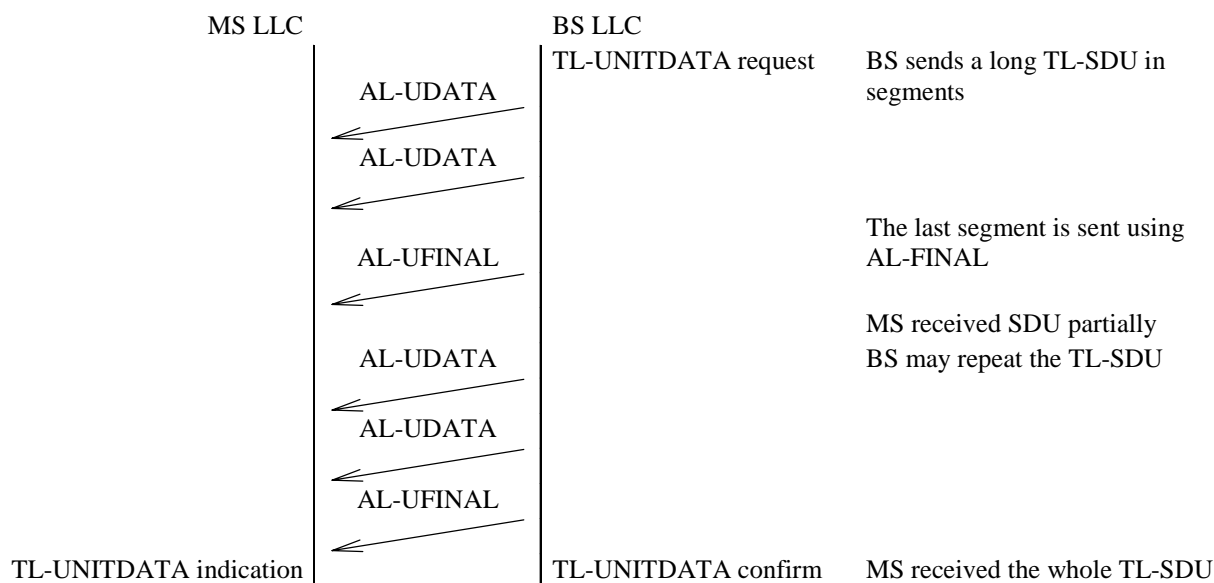 MS LLC
BS LLC
TL-UNITDATA request
BS sends a long TL-SDU in
segments
AL-UDATA
AL-UDATA
The last segment is sent using
AL-FINAL
AL-UFINAL
MS received SDU partially
AL-UDATA
BS may repeat the TL-SDU
AL-UDATA
AL-UFINAL
TL-UNITDATA indication
TL-UNITDATA confirm
MS received the whole TL-SDU